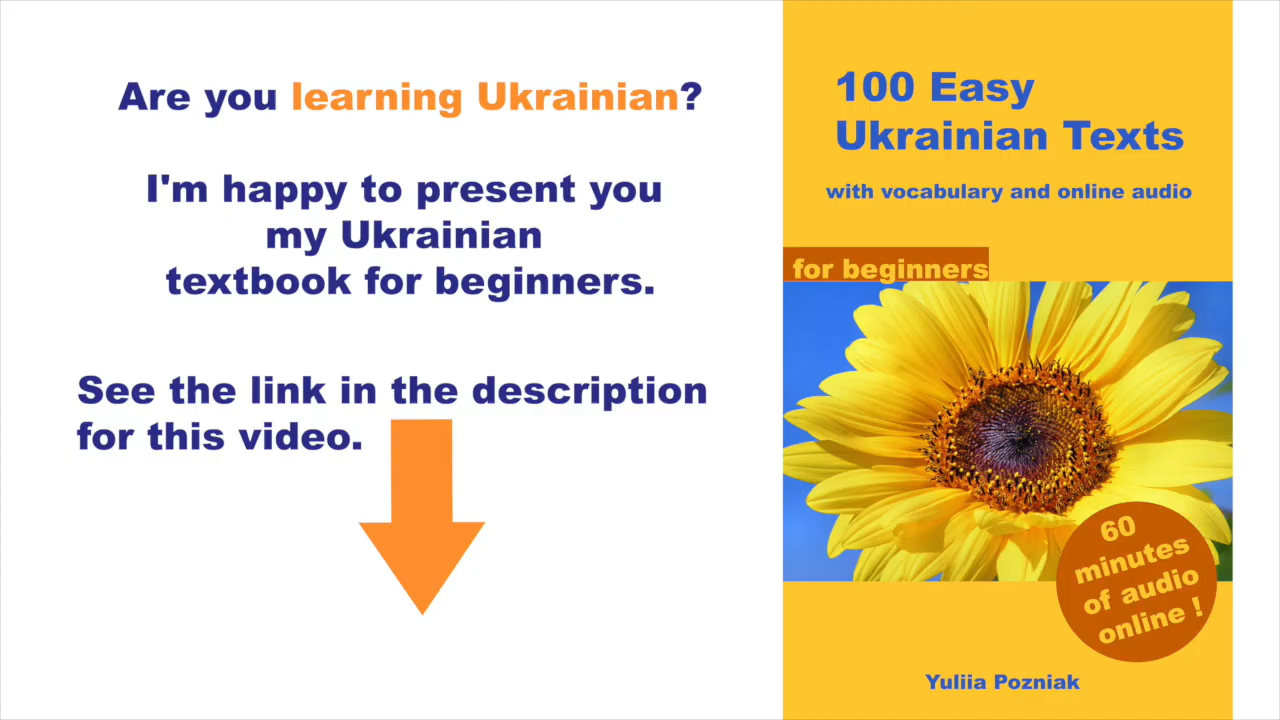 Are you learning Ukrainian?
I'm happy to present you
my Ukrainian
textbook for beginners.
See the link in the description
for this video.
100 Easy
Ukrainian Texts
with vocabulary and online audio
for beginners
60
minutes
of audio
online !
Yuliia Pozniak